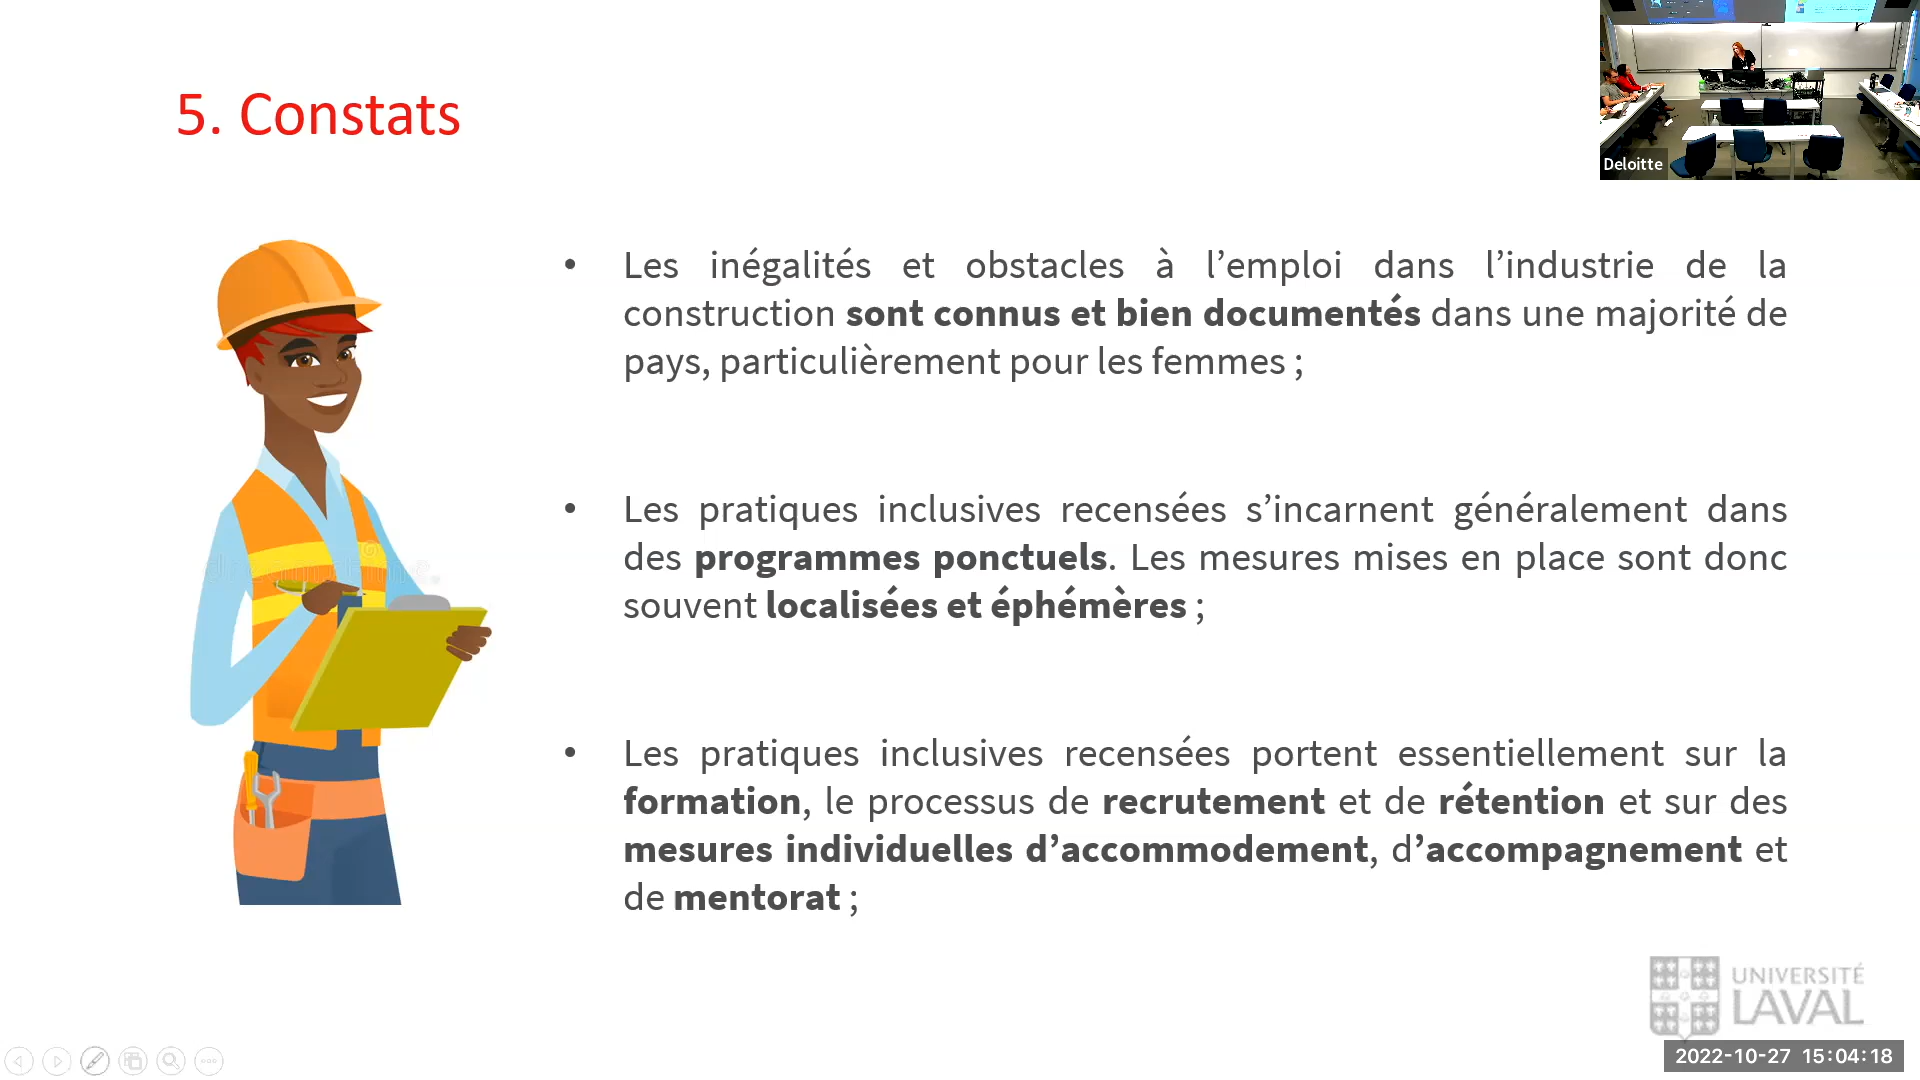 5. Constats
Deloitte
• Les inégalités et obstacles à l’emploi dans l’industrie de la
construction sont connus et bien documentés dans une majorité de
pays, particulièrement pour les femmes ;
• Les pratiques inclusives recensées s’incarnent généralement dans
des programmes ponctuels. Les mesures mises en place sont donc
souvent localisées et éphémères ;
• Les pratiques inclusives recensées portent essentiellement sur la
formation, le processus de recrutement et de rétention et sur des
mesures individuelles d’accommodement, d’accompagnement et
de mentorat ;
UNIVERSITÉ
LAVAL
2022-10-27 15:04:18